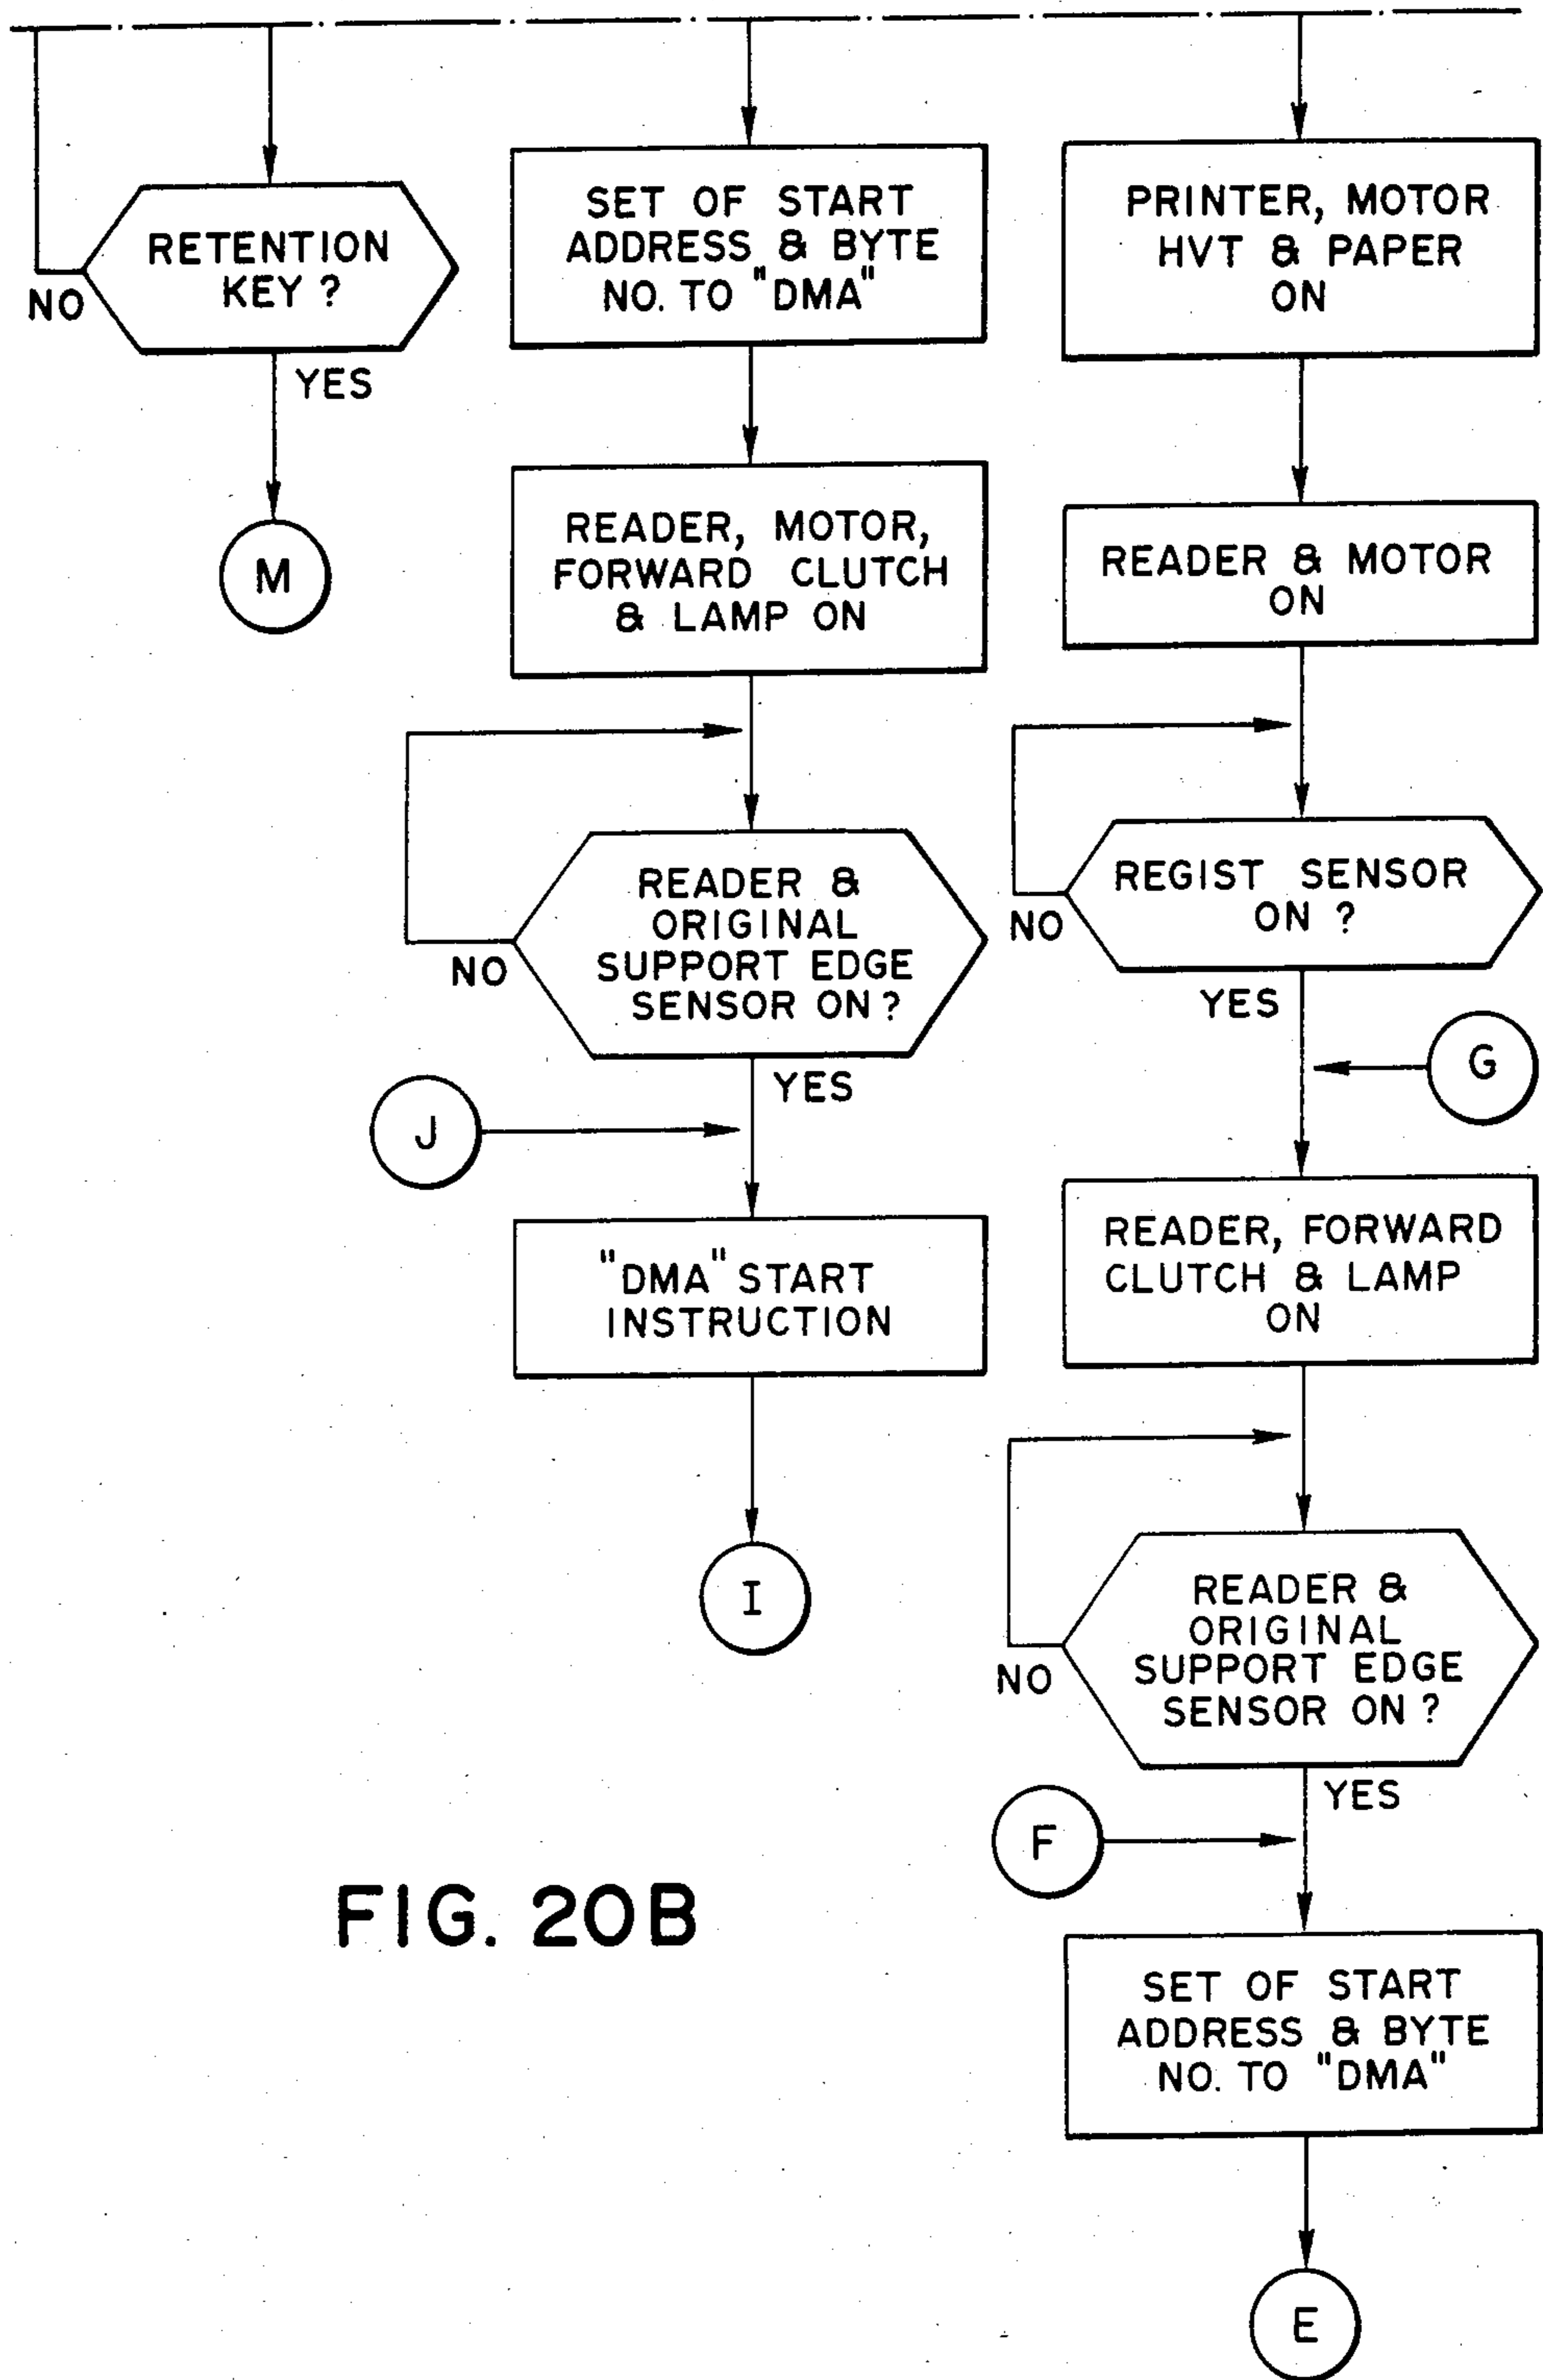 RETENTION
KEY ?
NO
YES
M
SET OF START
ADDRESS & BYTE
NO. TO "DMA"
READER, MOTOR,
FORWARD CLUTCH
& LAMP ON
READER &
ORIGINAL
SUPPORT EDGE
SENSOR ON ?
NO
YES
J
"DMA" START
INSTRUCTION
I
PRINTER, MOTOR
HVT & PAPER
ON
READER & MOTOR
ON
REGIST SENSOR
ON ?
NO
YES
G
READER, FORWARD
CLUTCH & LAMP
ON
READER &
ORIGINAL
SUPPORT EDGE
SENSOR ON ?
NO
YES
F
SET OF START
ADDRESS & BYTE
NO. TO "DMA"
E
FIG. 20B